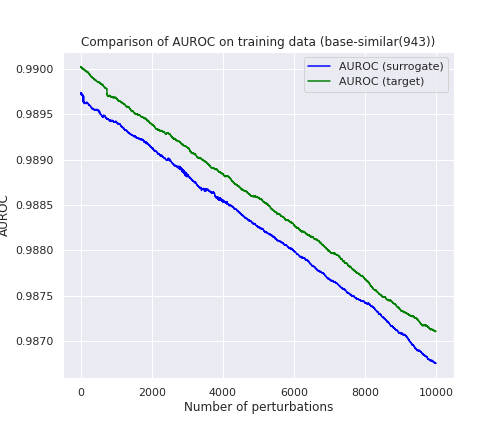 Comparison of AUROC on training data (base-similar(943))
AUROC (surrogate)
AUROC (target)
0.9900
0.9895
0.9890
0.9885
0.9880
0.9875
0.9870
AUROC
0
2000
4000
6000
8000
10000
Number of perturbations